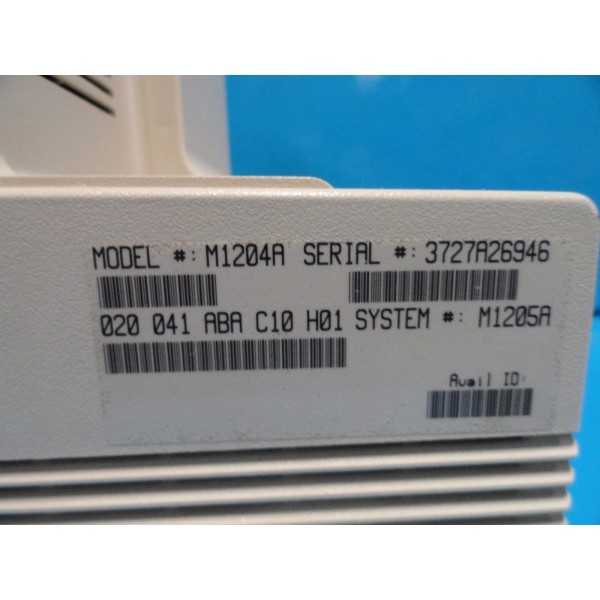 MODEL #: M1204A SERIAL #: 3727A26946
020 041 ABA C10 H01 SYSTEM #: M1205A
Avail ID: